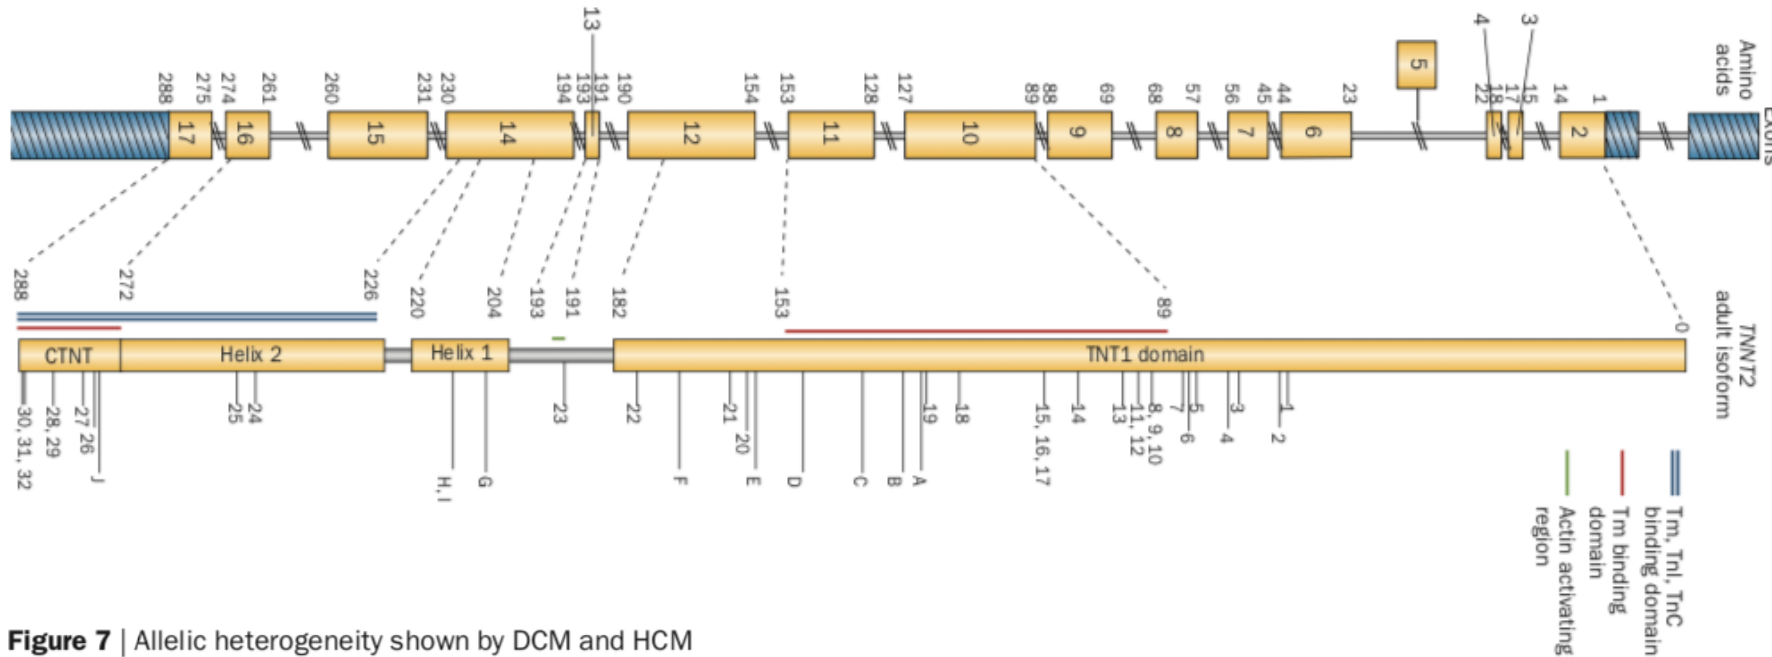 13
4
3
5
Amino
acids
288
275
274
261
260
231
230
194
193
191
190
154
153
128
127
89
88
69
68
57
56
45
44
23
22
18
17
15
14
1
Exons
17
16
15
14
12
11
10
9
8
7
6
2
TNNT2
adult isoform
288
272
226
220
204
193
191
182
153
89
0
CTNT
Helix 2
Helix 1
TNT1 domain
30, 31, 32
28, 29
27
26
J
25
24
H, I
G
23
22
F
21
20
E
D
C
B
A
19
18
15, 16, 17
14
13
11, 12
8, 9, 10
7
6
5
4
3
2
1
Tm, TnI, TnC
binding domain
Tm binding
domain
Actin activating
region
Figure 7 | Allelic heterogeneity shown by DCM and HCM